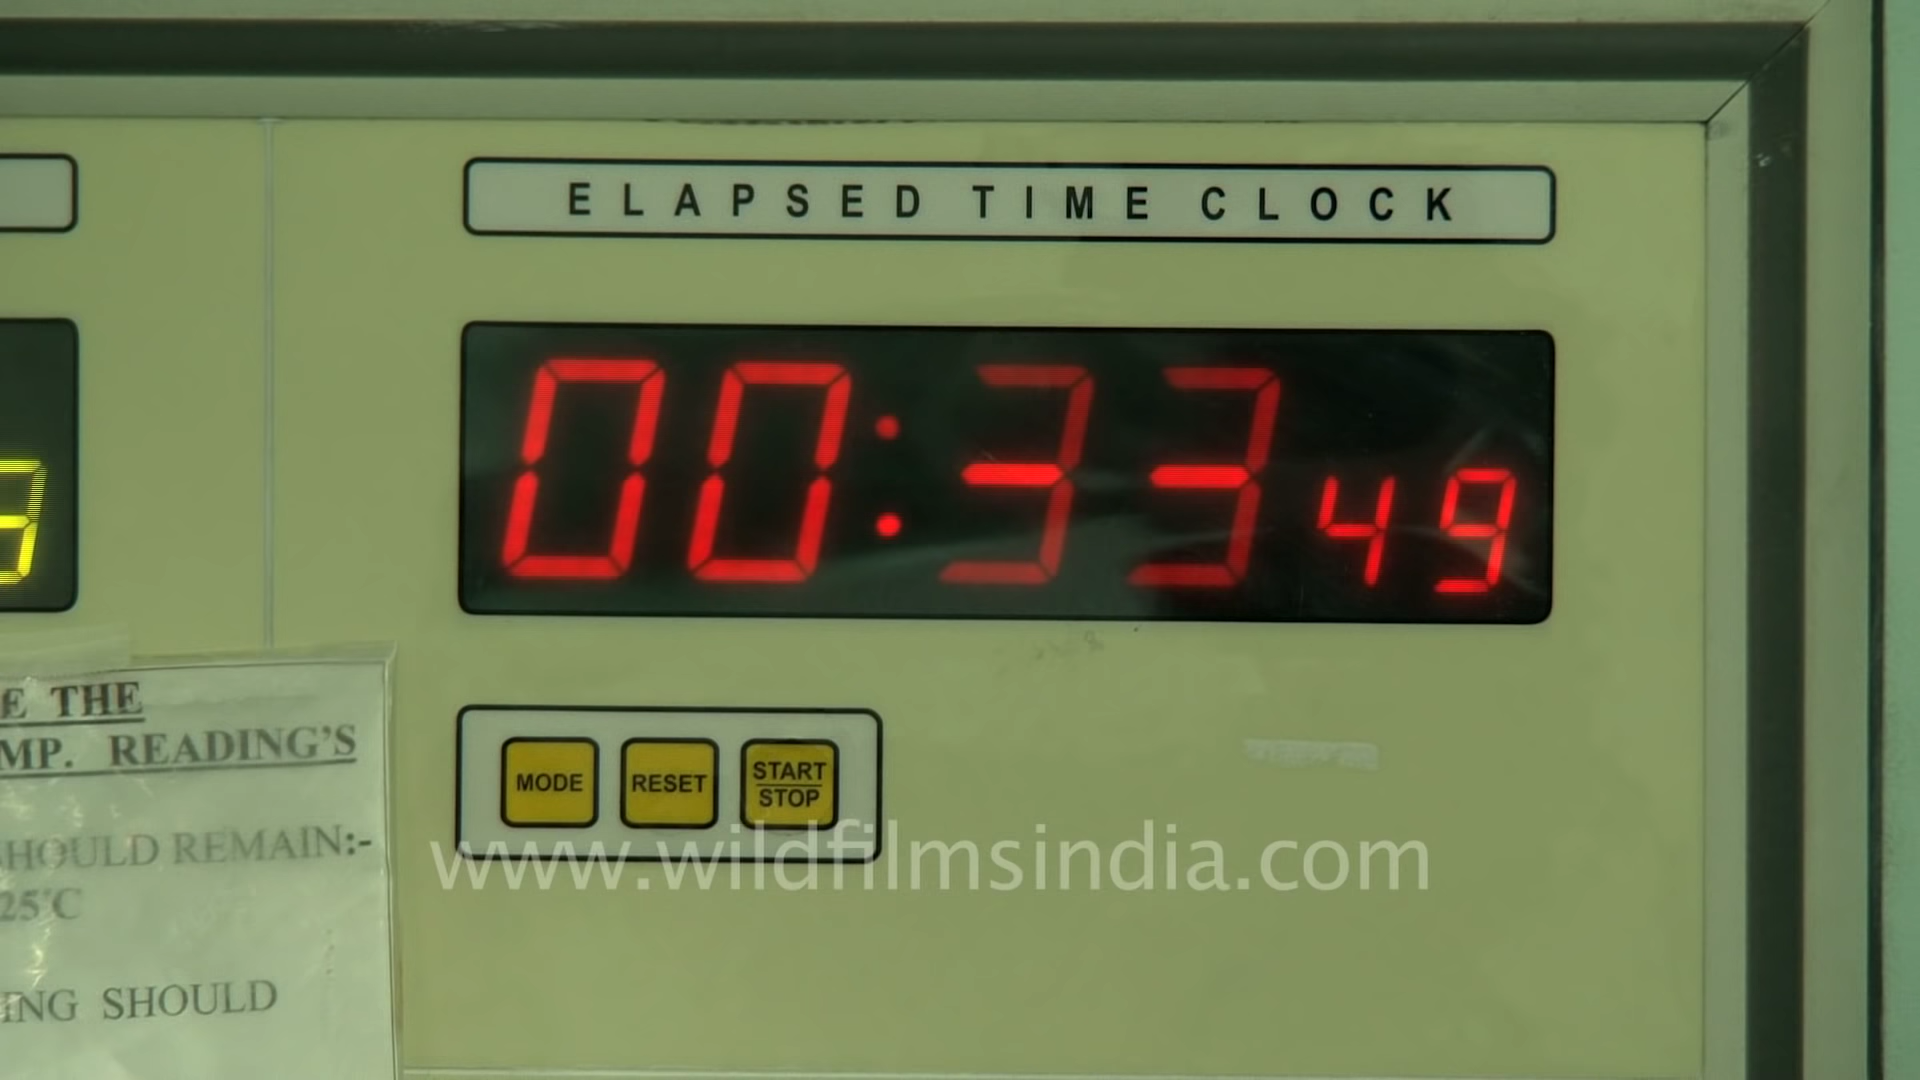 ELAPSED TIME CLOCK
00:33 49
E THE
MP. READING'S
SHOULD REMAIN:-
25°C
ING SHOULD
MODE
RESET
START
STOP
www.wildfilmsindia.com